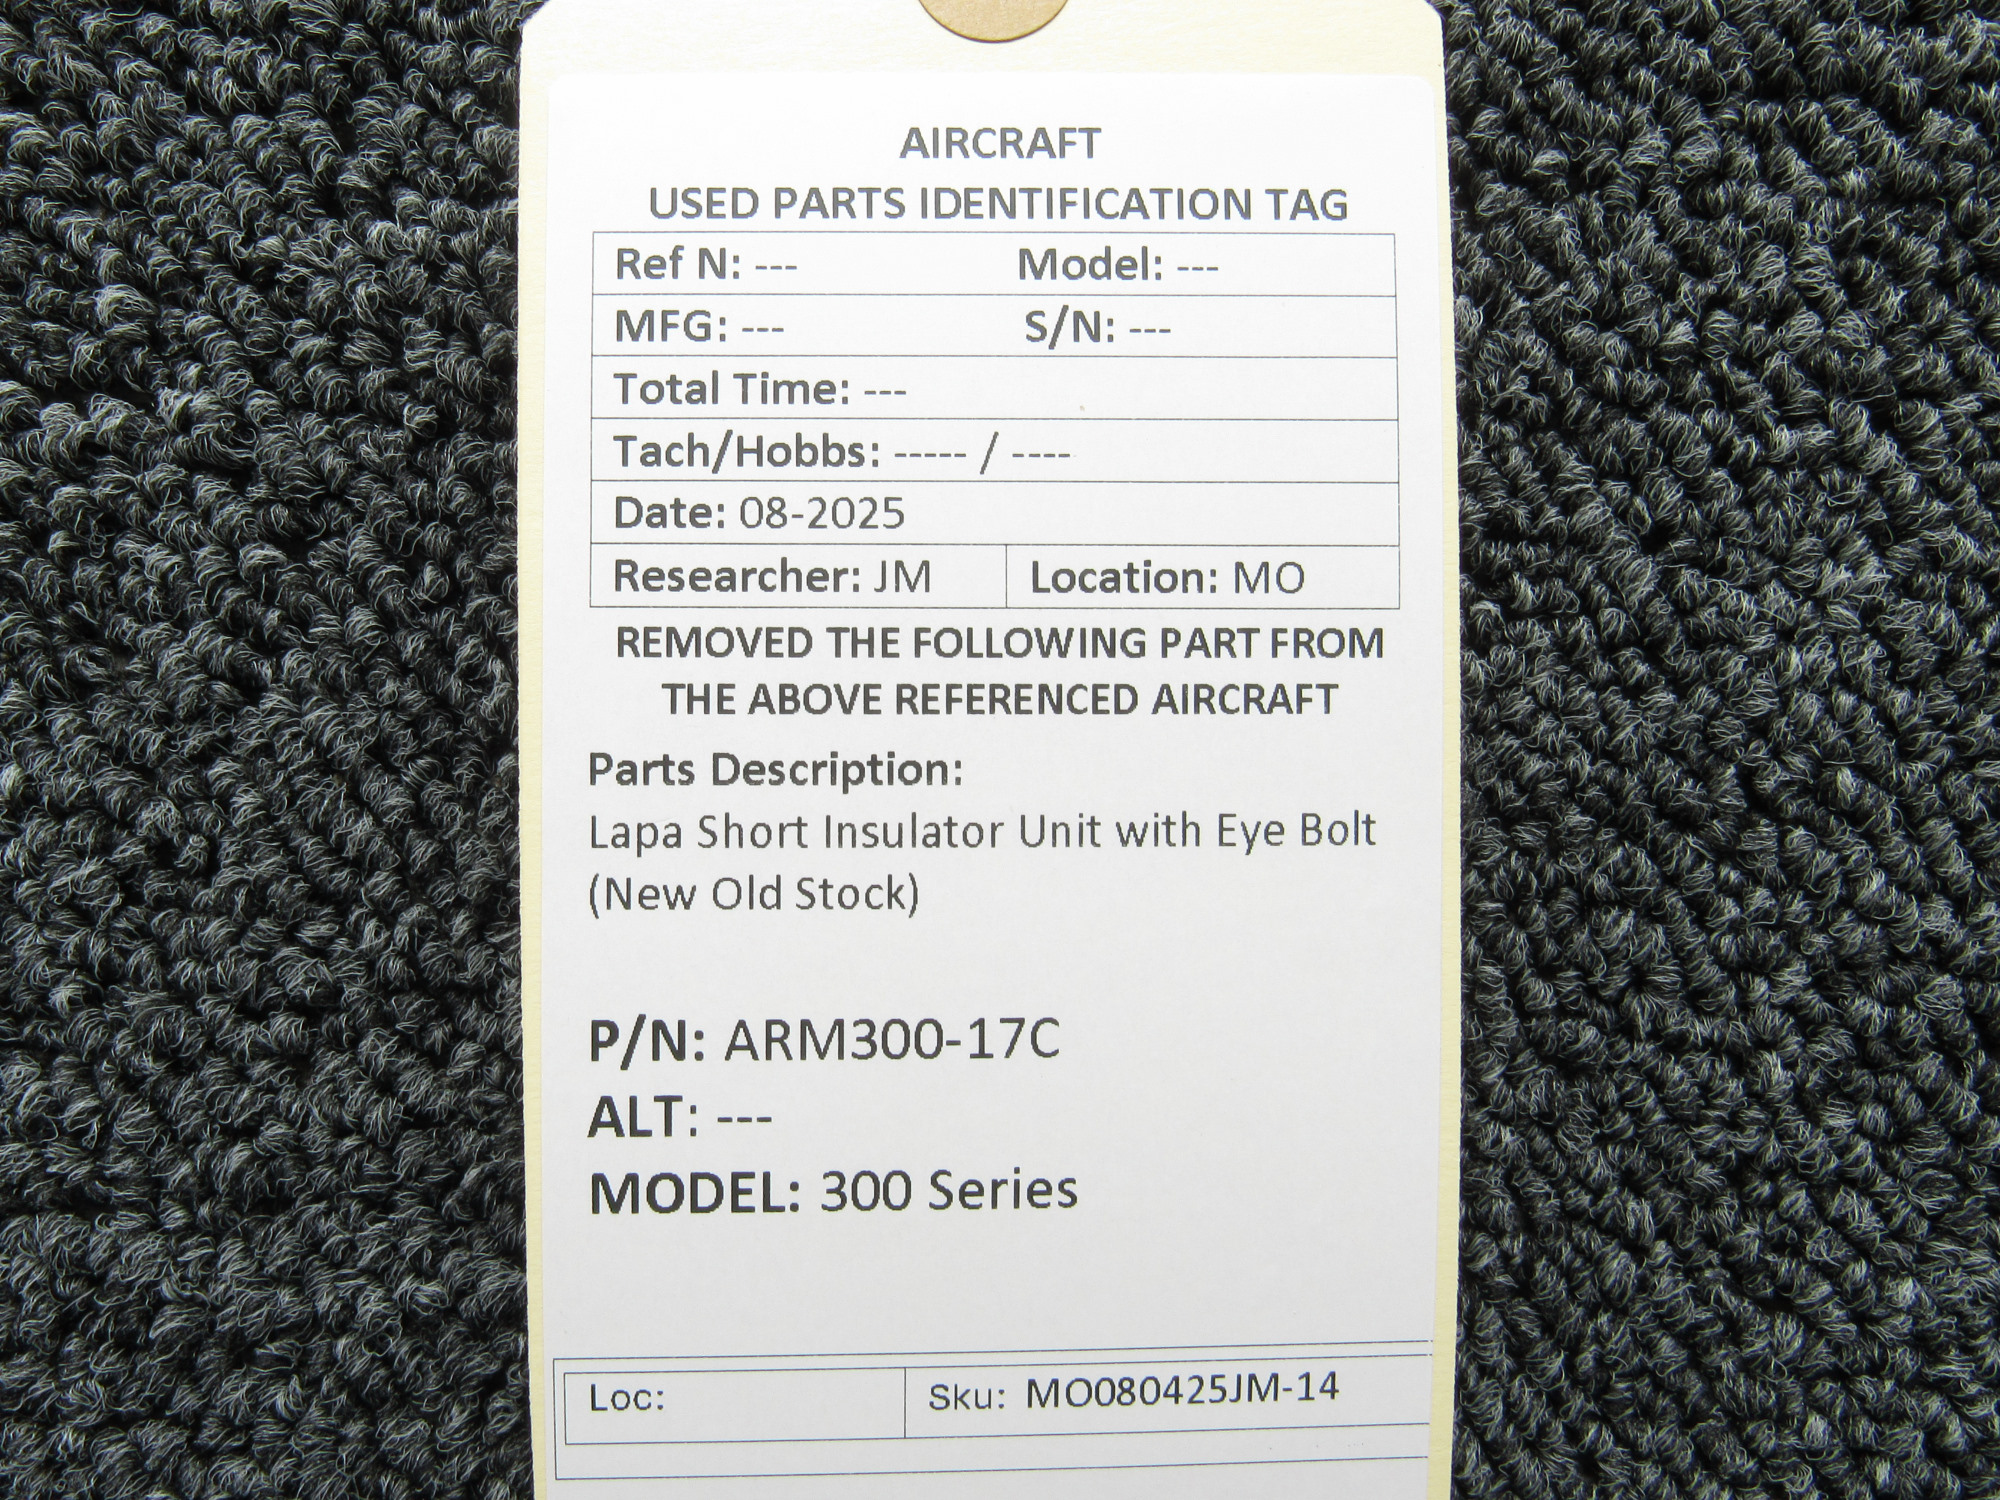 AIRCRAFT
USED PARTS IDENTIFICATION TAG
Ref N: --- Model: ---
MFG: --- S/N: ---
Total Time: ---
Tach/Hobbs: ----- / ----
Date: 08-2025
Researcher: JM Location: MO
REMOVED THE FOLLOWING PART FROM
THE ABOVE REFERENCED AIRCRAFT
Parts Description:
Lapa Short Insulator Unit with Eye Bolt
(New Old Stock)
P/N: ARM300-17C
ALT: ---
MODEL: 300 Series
Loc: Sku: MO080425JM-14